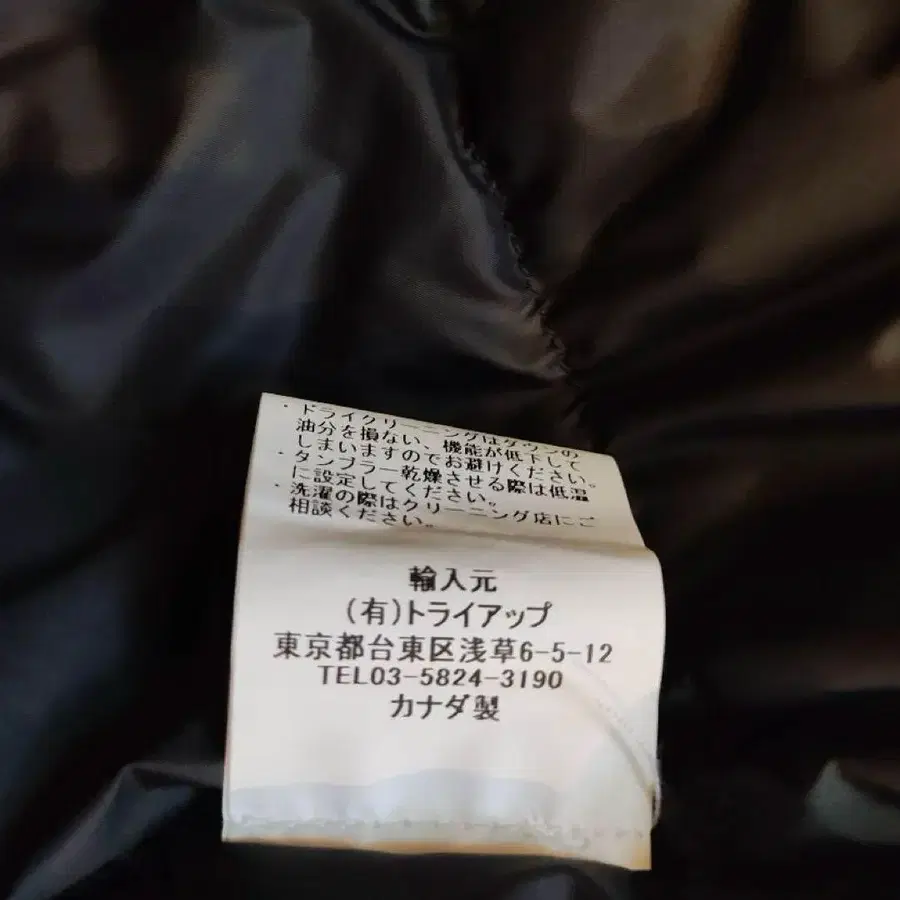 ・ドライクリーニングはダウンの
油分を損ない、機能が低下して
しまいますのでお避けください。
・タンブラー乾燥させる際は低温
に設定してください。
・洗濯の際はクリーニング店にご
相談ください。
輸入元
(有)トライアップ
東京都台東区浅草6-5-12
TEL03-5824-3190
カナダ製